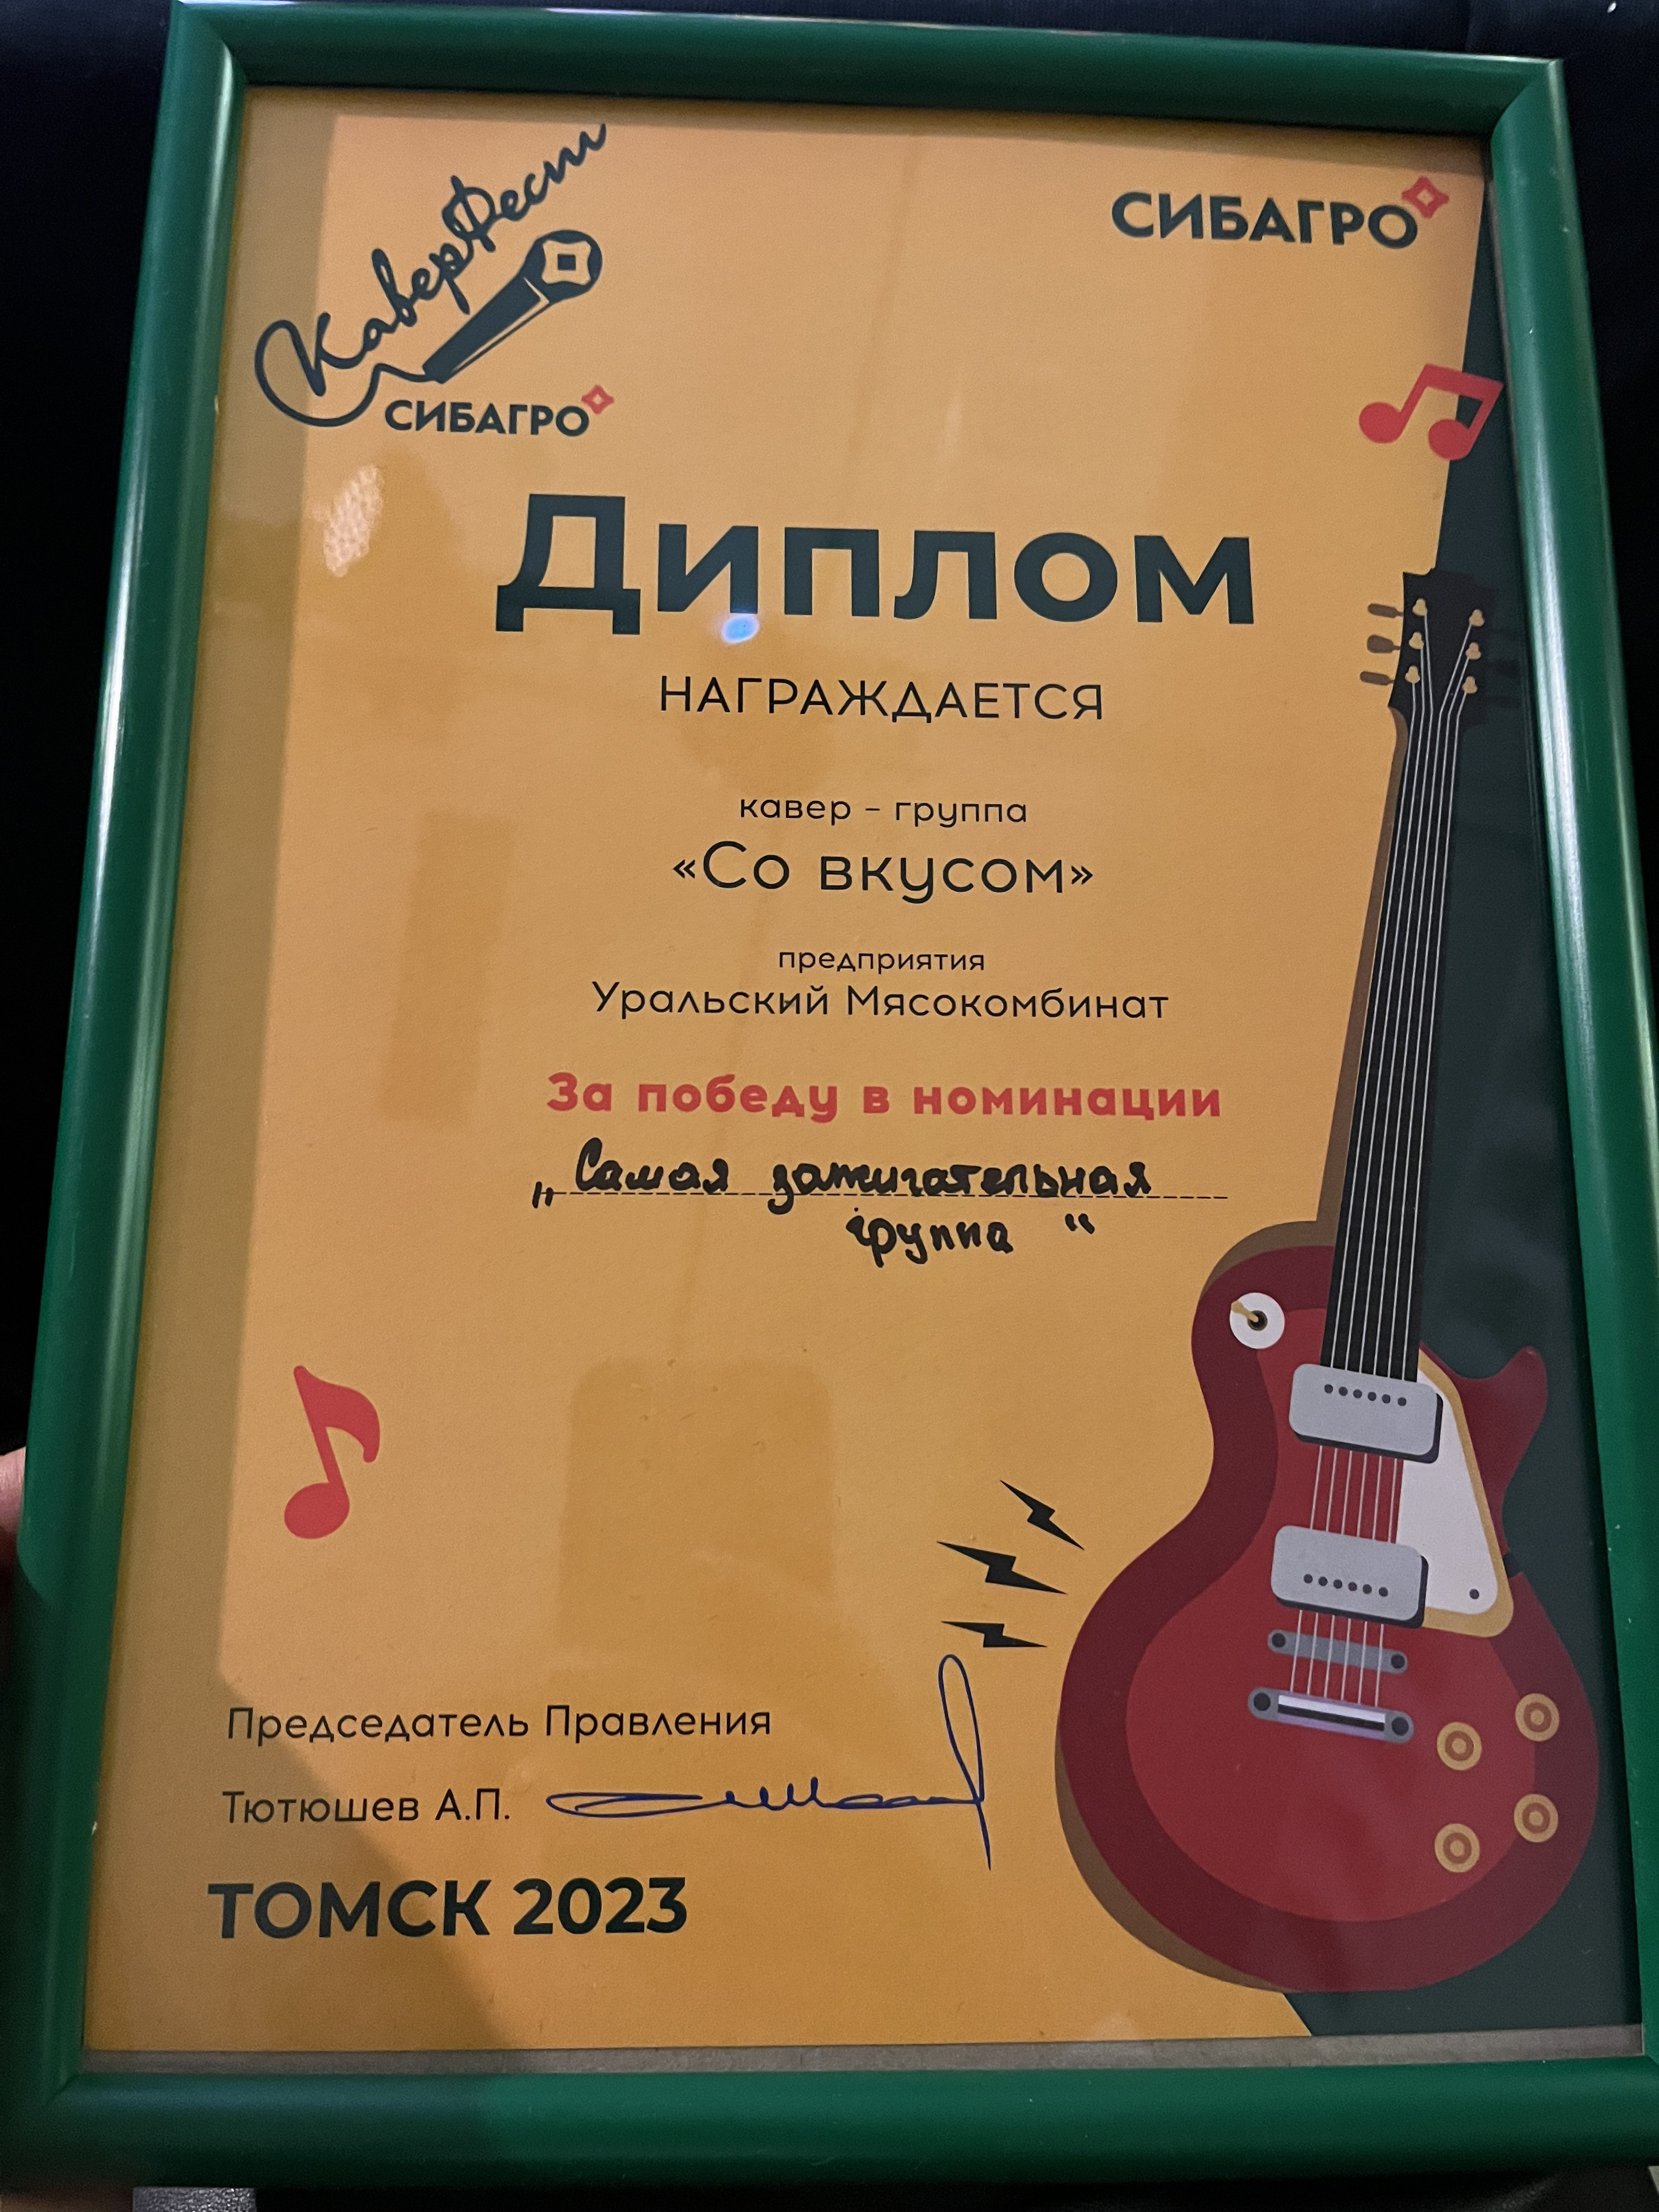 КаверФест
СИБАГРО
СИБАГРО
Диплом
НАГРАЖДАЕТСЯ
кавер – группа
«Со вкусом»
предприятия
Уральский Мясокомбинат
За победу в номинации
„Самая зажигательная
группа“
Председатель Правления
Тютюшев А.П.
ТОМСК 2023